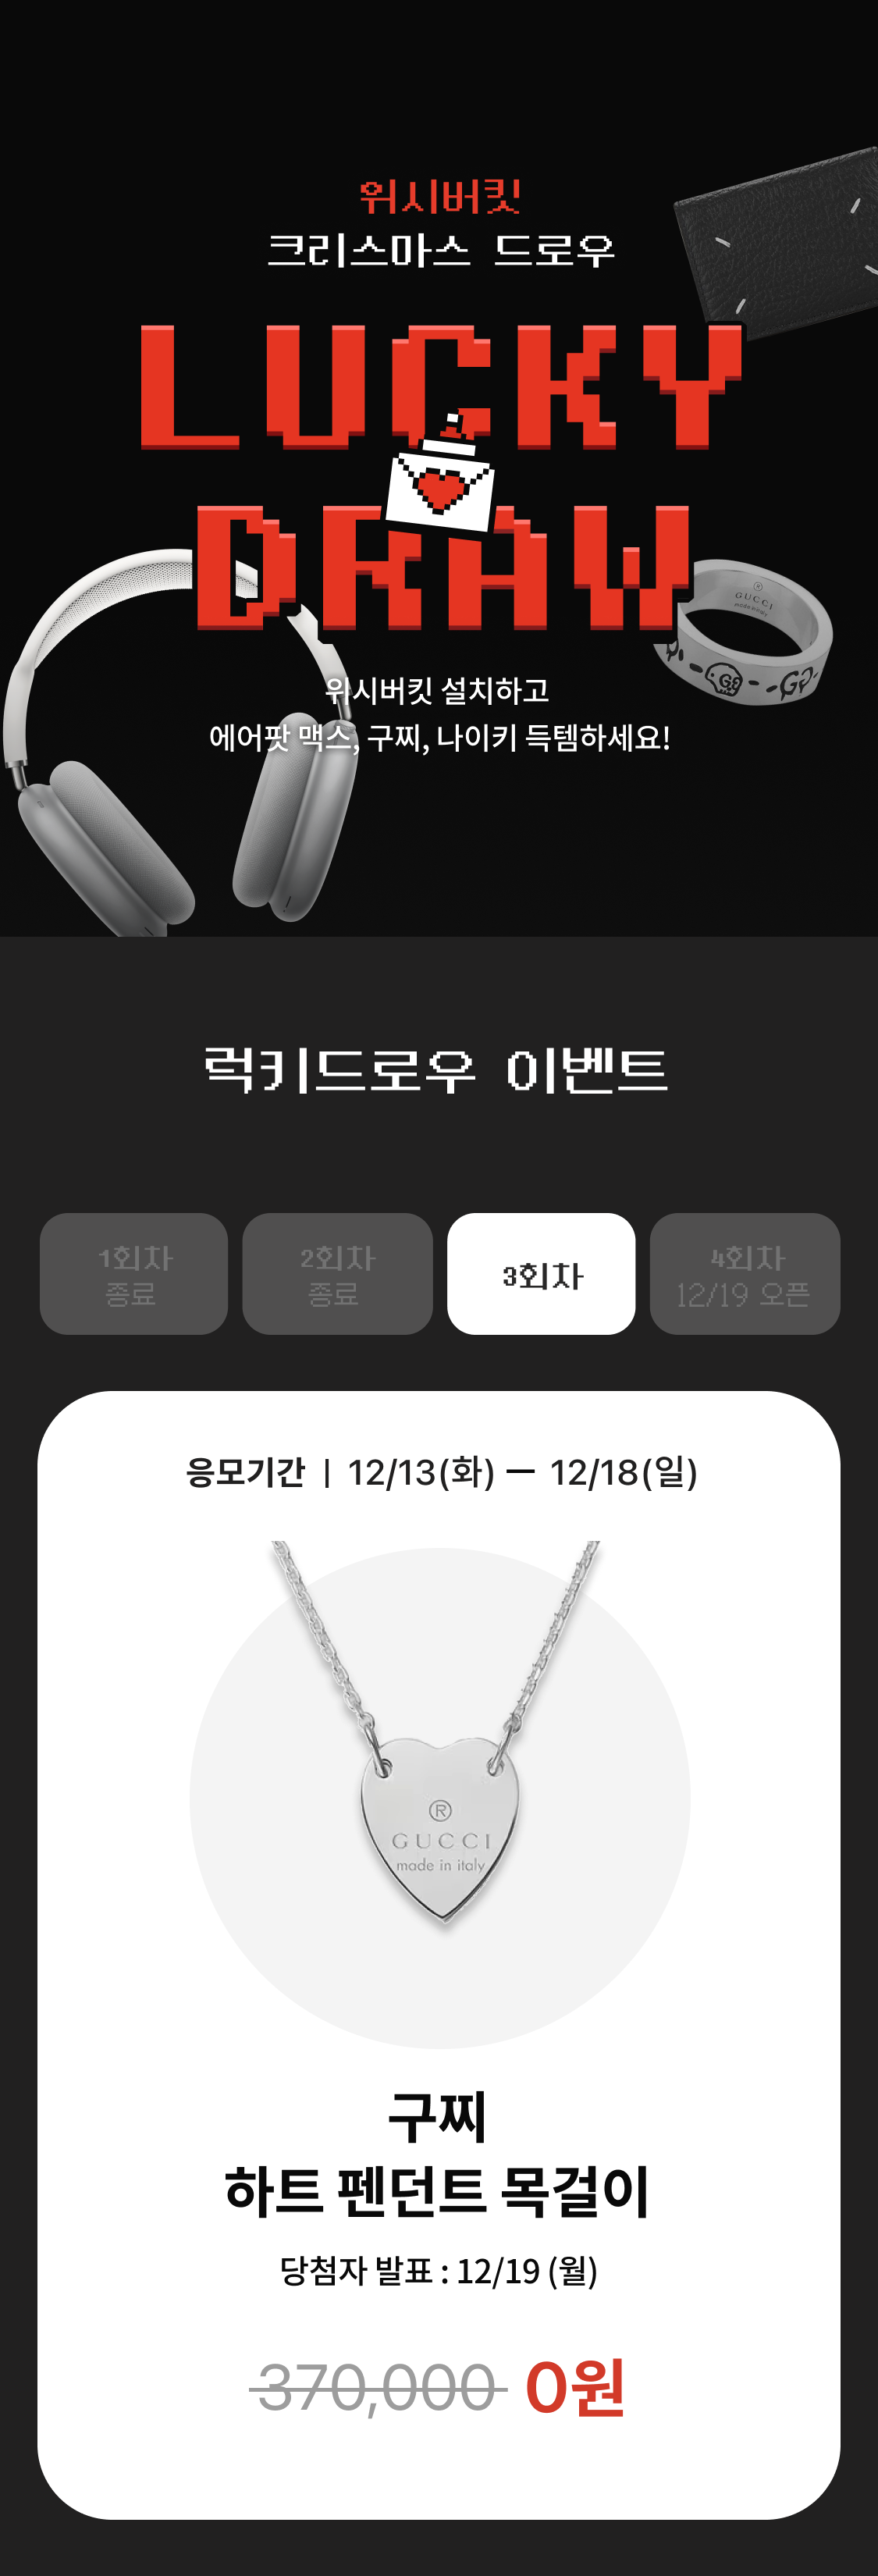 위시버킷
크리스마스 드로우
LUCKY
DRAW
® GUCCI
made in italy
위시버킷 설치하고
에어팟 맥스, 구찌, 나이키 득템하세요!
럭키드로우 이벤트
1회차
종료
2회차
종료
3회차
4회차
12/19 오픈
응모기간 | 12/13(화) — 12/18(일)
®
GUCCI
made in italy
구찌
하트 펜던트 목걸이
당첨자 발표 : 12/19 (월)
370,000 0원